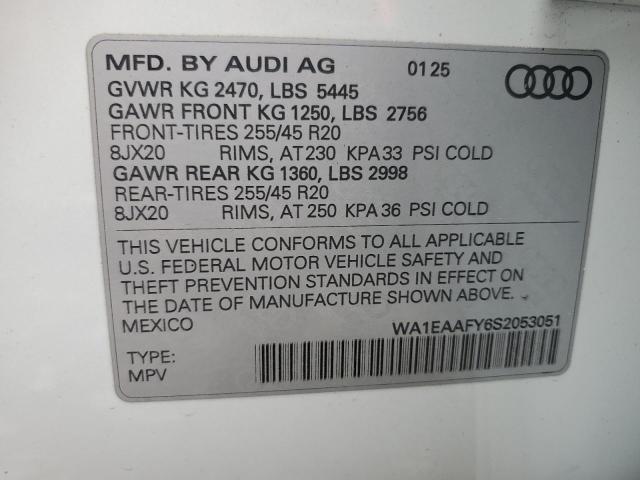 MFD. BY AUDI AG 0125
GVWR KG 2470, LBS 5445
GAWR FRONT KG 1250, LBS 2756
FRONT-TIRES 255/45 R20
8JX20 RIMS, AT 230 KPA 33 PSI COLD
GAWR REAR KG 1360, LBS 2998
REAR-TIRES 255/45 R20
8JX20 RIMS, AT 250 KPA 36 PSI COLD
THIS VEHICLE CONFORMS TO ALL APPLICABLE
U.S. FEDERAL MOTOR VEHICLE SAFETY AND
THEFT PREVENTION STANDARDS IN EFFECT ON
THE DATE OF MANUFACTURE SHOWN ABOVE.
MEXICO WA1EAAFY6S2053051
TYPE:
MPV